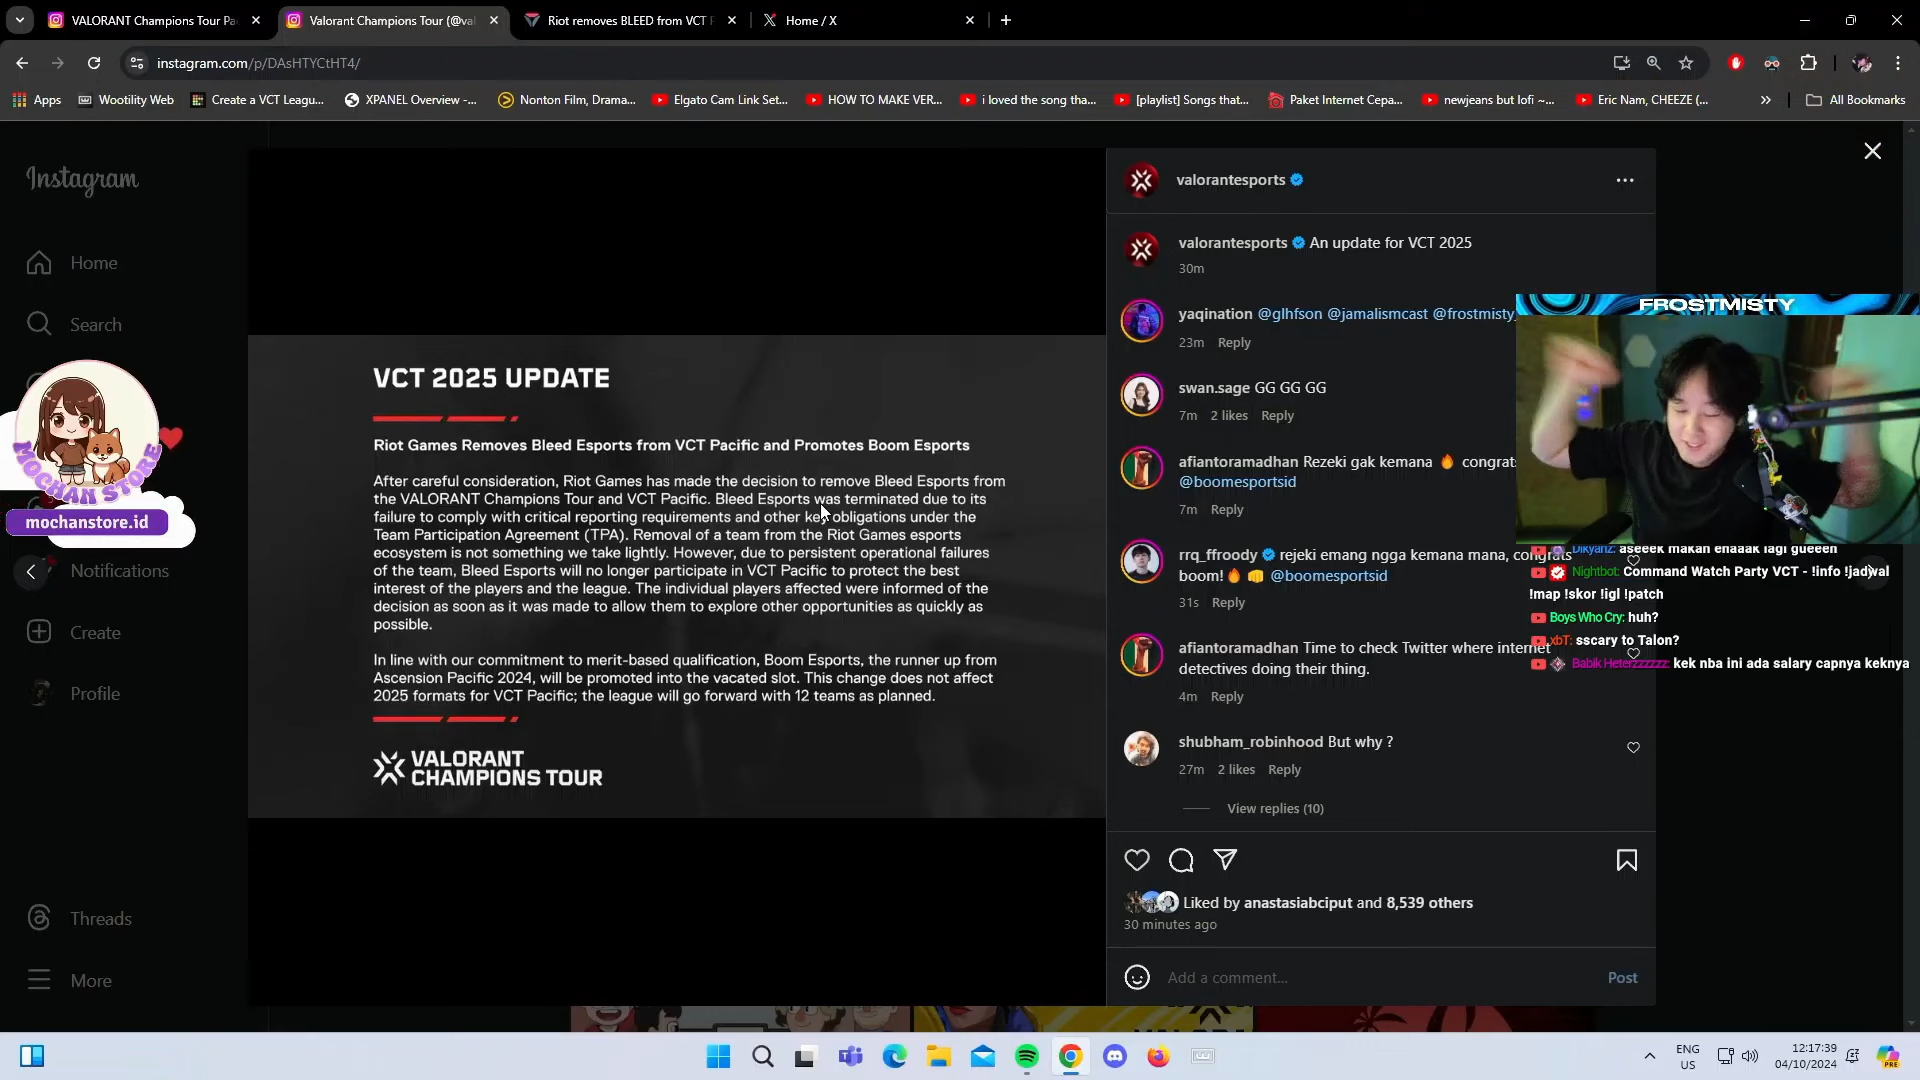 VALORANT Champions Tour Pa
Valorant Champions Tour (@val
Riot removes BLEED from VCT P
Home / X
instagram.com/p/DAsHTYCtHT4/
Apps
Wootility Web
Create a VCT Leagu...
XPANEL Overview -...
Nonton Film, Drama...
Elgato Cam Link Set...
HOW TO MAKE VER...
i loved the song tha...
[playlist] Songs that...
Paket Internet Cepa...
newjeans but lofi ~...
Eric Nam, CHEEZE (...
All Bookmarks
Instagram
Home
Search
MOCHAN STORE
mochanstore.id
Notifications
Create
Profile
Threads
More
VCT 2025 UPDATE
Riot Games Removes Bleed Esports from VCT Pacific and Promotes Boom Esports
After careful consideration, Riot Games has made the decision to remove Bleed Esports from
the VALORANT Champions Tour and VCT Pacific. Bleed Esports was terminated due to its
failure to comply with critical reporting requirements and other key obligations under the
Team Participation Agreement (TPA). Removal of a team from the Riot Games esports
ecosystem is not something we take lightly. However, due to persistent operational failures
of the team, Bleed Esports will no longer participate in VCT Pacific to protect the best
interest of the players and the league. The individual players affected were informed of the
decision as soon as it was made to allow them to explore other opportunities as quickly as
possible.
In line with our commitment to merit-based qualification, Boom Esports, the runner up from
Ascension Pacific 2024, will be promoted into the vacated slot. This change does not affect
2025 formats for VCT Pacific; the league will go forward with 12 teams as planned.
VALORANT
CHAMPIONS TOUR
valorantesports
valorantesports An update for VCT 2025
30m
yaqination @glhfson @jamalismcast @frostmisty_
23m Reply
swan.sage GG GG GG
7m 2 likes Reply
afiantoramadhan Rezeki gak kemana 🔥 congrats
@boomesportsid
7m Reply
rrq_ffroody rejeki emang ngga kemana mana, congrats
boom!🔥 👊 @boomesportsid
31s Reply
afiantoramadhan Time to check Twitter where internet
detectives doing their thing.
4m Reply
shubham_robinhood But why ?
27m 2 likes Reply
View replies (10)
Liked by anastasiabciput and 8,539 others
30 minutes ago
Add a comment...
Post
FROSTMISTY
Dikyanz: aseeek makan enaaak lagi gueeen
Nightbot: Command Watch Party VCT - !info !jadwal
!map !skor !igl !patch
Boys Who Cry: huh?
xbT: sscary to Talon?
Babik Heterzzzzzz: kek nba ini ada salary capnya keknya
ENG
US
12:17:39
04/10/2024
PRE